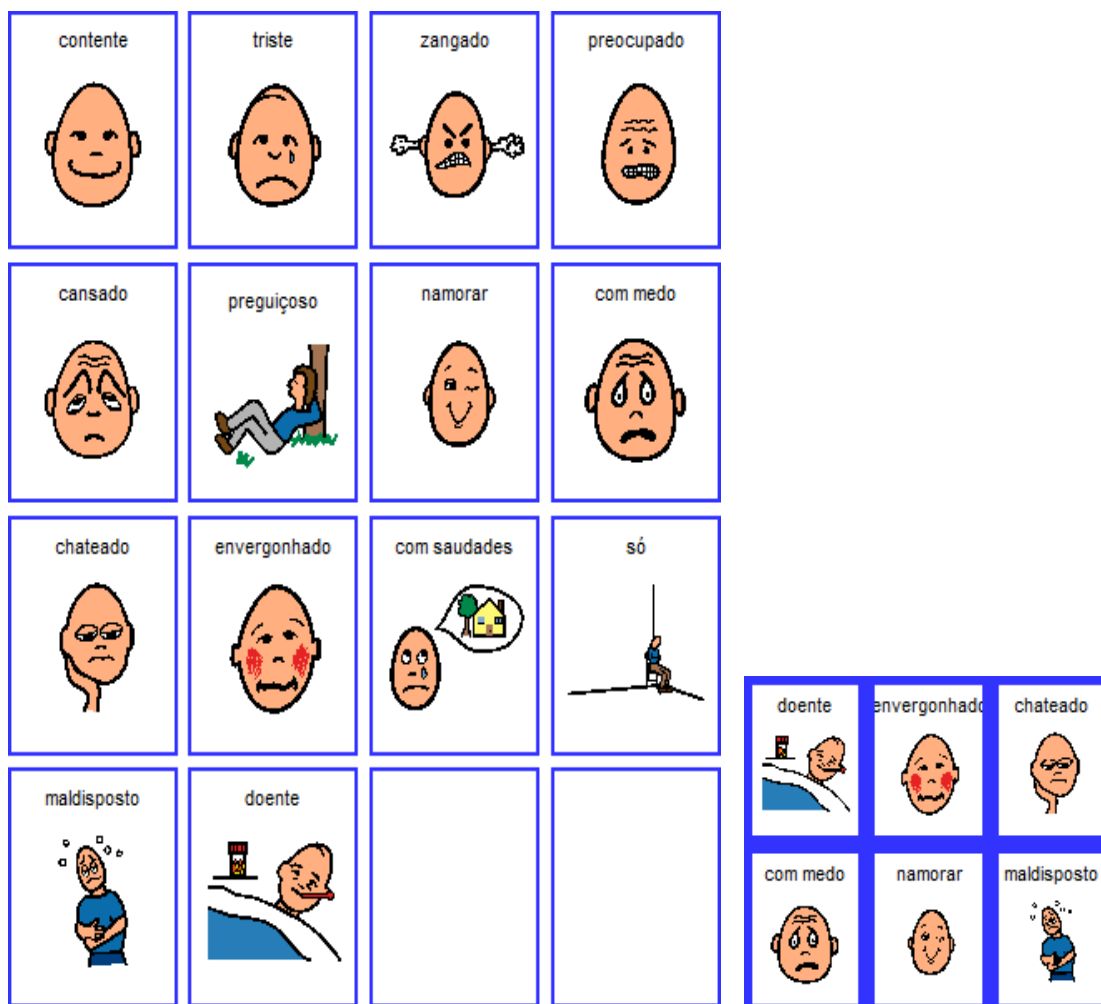 contente
triste
zangado
preocupado
cansado
preguiçoso
namorar
com medo
chateado
envergonhado
com saudades
só
maldisposto
doente
doente
envergonhado
chateado
com medo
namorar
maldisposto